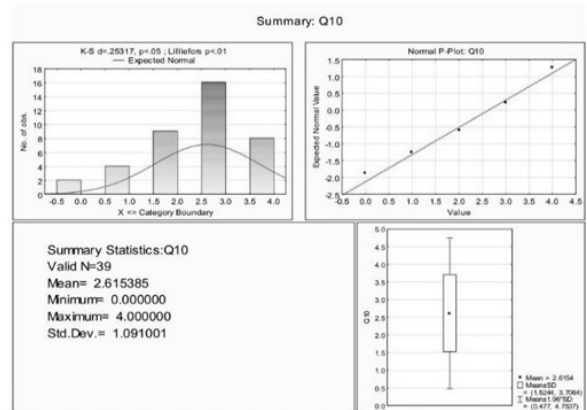 Summary: Q10
K-S d=.25317, p<.05 ; Lilliefors p<.01
Expected Normal
18
16
14
12
10
8
6
4
2
0
No. of obs.
-0.5 0.0 0.5 1.0 1.5 2.0 2.5 3.0 3.5 4.0
X <= Category Boundary
Normal P-Plot: Q10
1.5
1.0
0.5
0.0
-0.5
-1.0
-1.5
-2.0
-2.5
Expected Normal Value
-0.5 0.0 0.5 1.0 1.5 2.0 2.5 3.0 3.5 4.0 4.5
Value
Summary Statistics:Q10
Valid N=39
Mean= 2.615385
Minimum= 0.000000
Maximum= 4.000000
Std.Dev.= 1.091001
5.0
4.5
4.0
3.5
3.0
2.5
2.0
1.5
1.0
0.5
0.0
Q10
Mean = 2.6154
Mean±SD
= (1.5244, 3.7064)
Mean±1.96*SD
= (0.477, 4.7537)